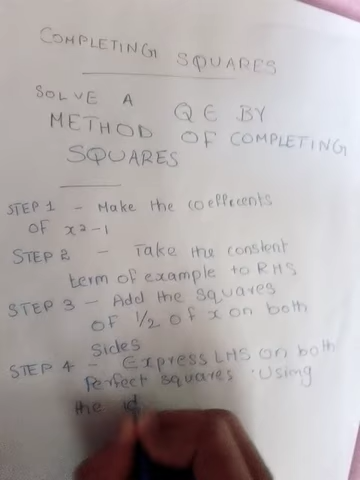 COMPLETING SQUARES
SOLVE A QE BY
METHOD OF COMPLETING
SQUARES
STEP 1 - Make the coefficents
of x²-1
STEP 2 - Take the constent
term of example to RHS
STEP 3 - Add the squares
of 1/2 of x on both
sides
STEP 4 - Express LHS on both
Perfect squares :Using
the id